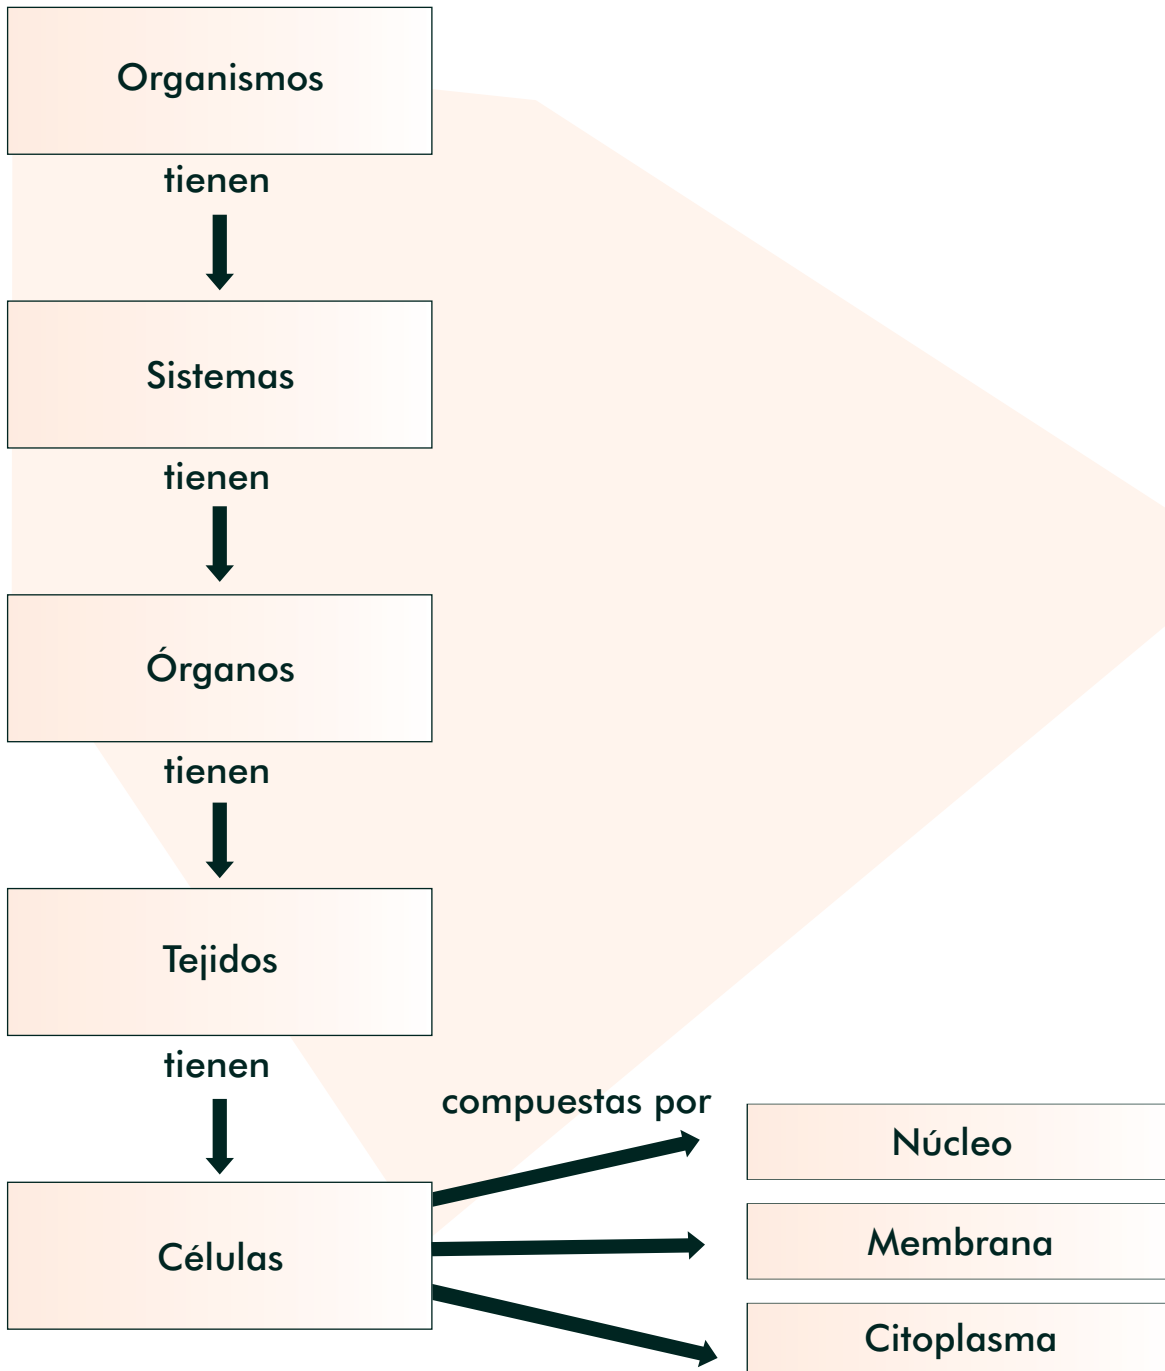 Organismos
tienen
Sistemas
tienen
Órganos
tienen
Tejidos
tienen
Células
compuestas por
Núcleo
Membrana
Citoplasma